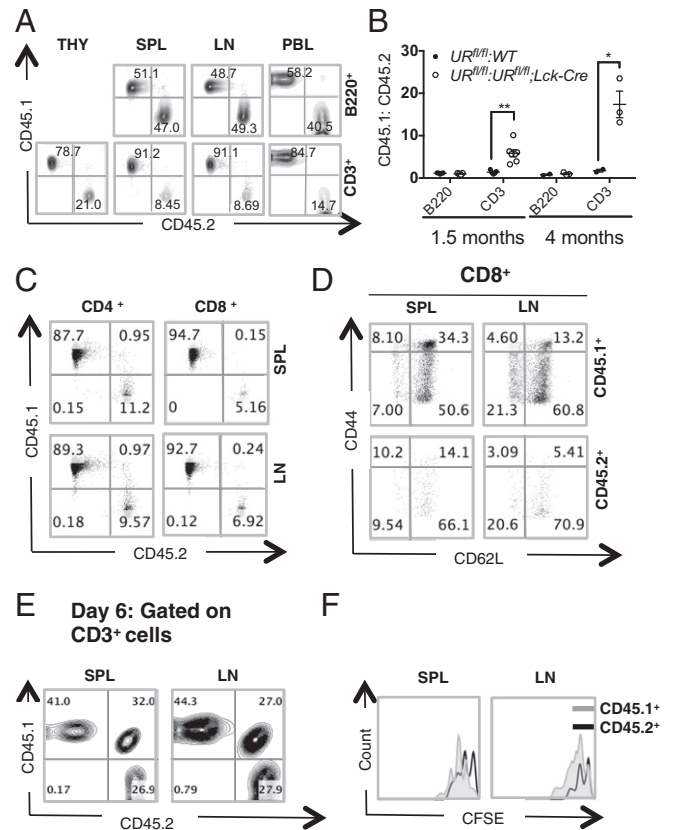 A
THY SPL LN PBL
51.1 48.7 58.2
47.0 49.3 40.5
B220+
78.7 91.2 91.1 84.7
21.0 8.45 8.69 14.7
CD3+
CD45.1
CD45.2
B
URfl/fl:WT
URfl/fl:URfl/fl;Lck-Cre
CD45.1: CD45.2
30
20
10
0
**
*
B220 CD3 B220 CD3
1.5 months 4 months
C
CD4 + CD8 +
87.7 0.95 94.7 0.15
0.15 11.2 0 5.16
SPL
89.3 0.97 92.7 0.24
0.18 9.57 0.12 6.92
LN
CD45.1
CD45.2
D
CD8+
SPL LN
8.10 34.3 4.60 13.2
7.00 50.6 21.3 60.8
CD45.1+
10.2 14.1 3.09 5.41
9.54 66.1 20.6 70.9
CD45.2+
CD44
CD62L
E
Day 6: Gated on
CD3+ cells
SPL LN
41.0 32.0 44.3 27.0
0.17 26.9 0.79 27.9
CD45.1
CD45.2
F
SPL LN
CD45.1+
CD45.2+
Count
CFSE